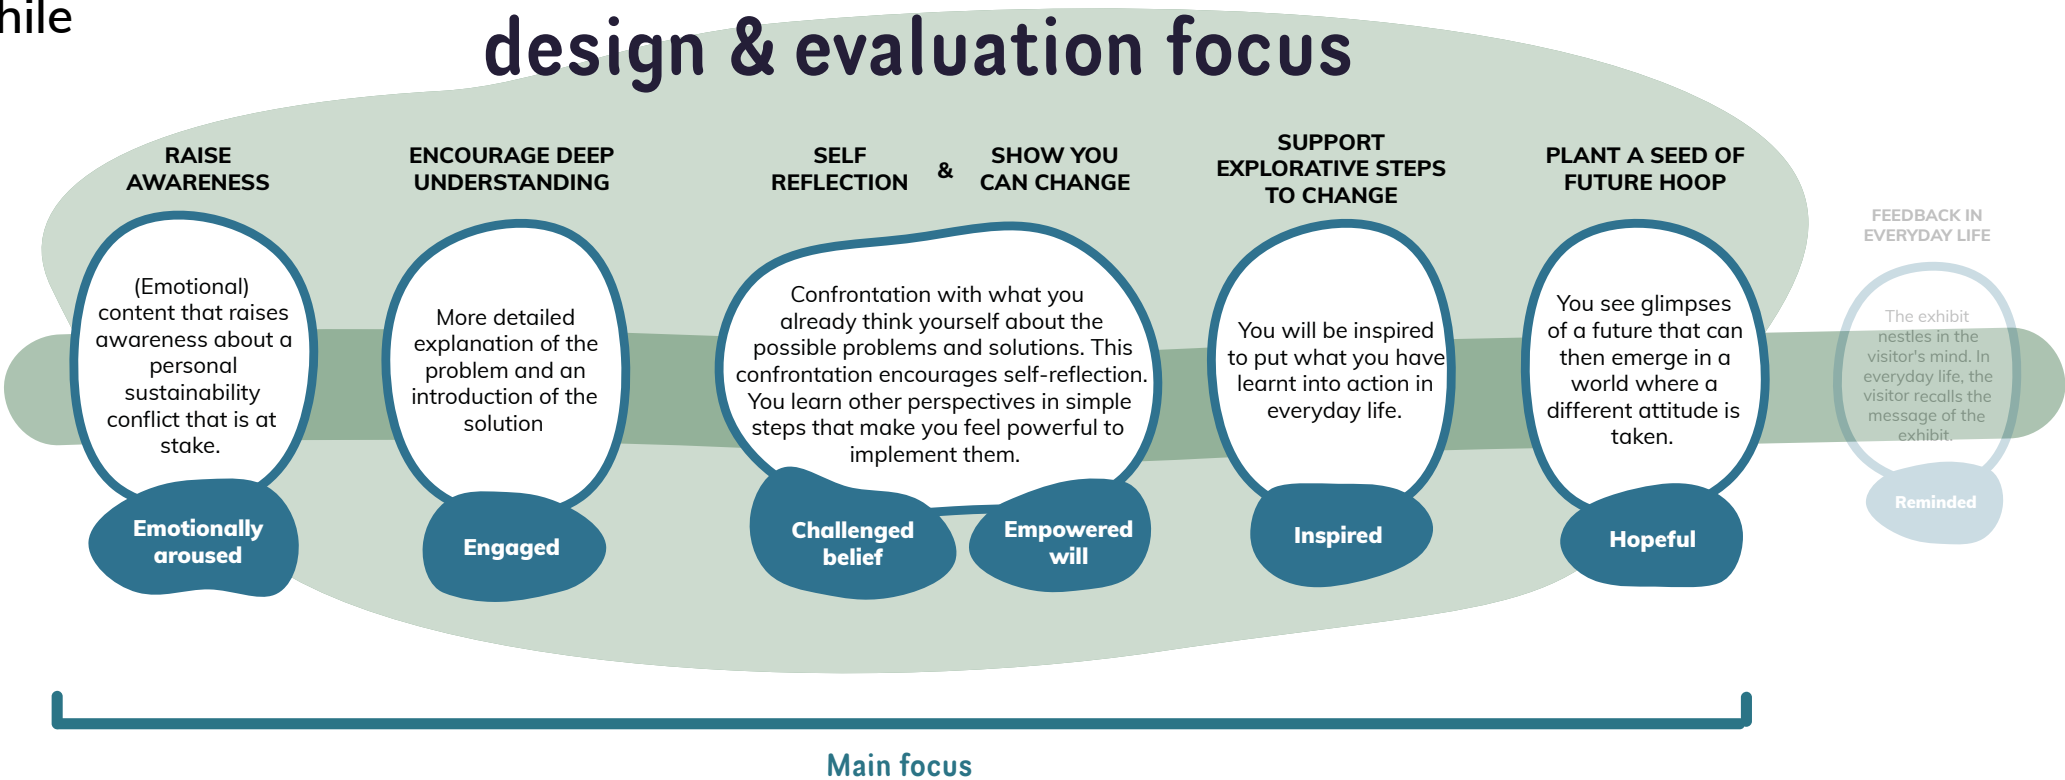 hile
design & evaluation focus
RAISE
AWARENESS
ENCOURAGE DEEP
UNDERSTANDING
SELF
REFLECTION
&
SHOW YOU
CAN CHANGE
SUPPORT
EXPLORATIVE STEPS
TO CHANGE
PLANT A SEED OF
FUTURE HOOP
FEEDBACK IN
EVERYDAY LIFE
(Emotional)
content that raises
awareness about a
personal
sustainability
conflict that is at
stake.
More detailed
explanation of the
problem and an
introduction of the
solution
Confrontation with what you
already think yourself about the
possible problems and solutions. This
confrontation encourages self-reflection.
You learn other perspectives in simple
steps that make you feel powerful to
implement them.
You will be inspired
to put what you have
learnt into action in
everyday life.
You see glimpses
of a future that can
then emerge in a
world where a
different attitude is
taken.
The exhibit
nestles in the
visitor's mind. In
everyday life, the
visitor recalls the
message of the
exhibit.
Emotionally
aroused
Engaged
Challenged
belief
Empowered
will
Inspired
Hopeful
Reminded
Main focus